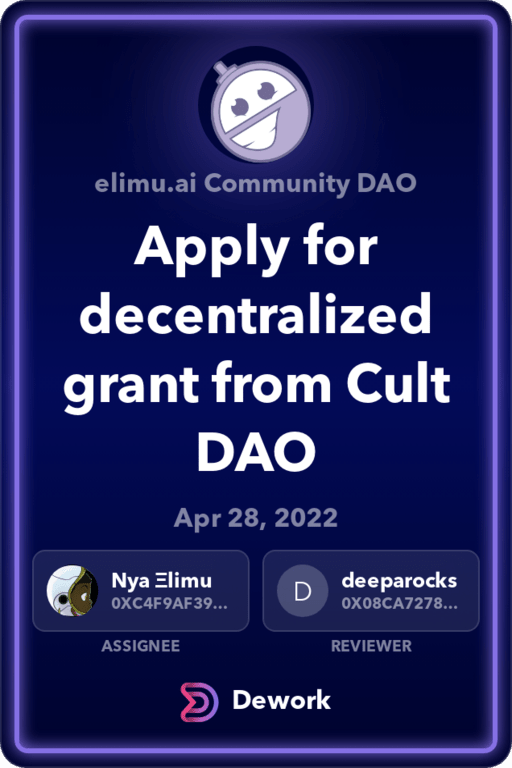 elimu.ai Community DAO
Apply for
decentralized
grant from Cult
DAO
Apr 28, 2022
Nya Ξlimu
0XC4F9AF39...
ASSIGNEE
D
deeparocks
0X08CA7278...
REVIEWER
Dework